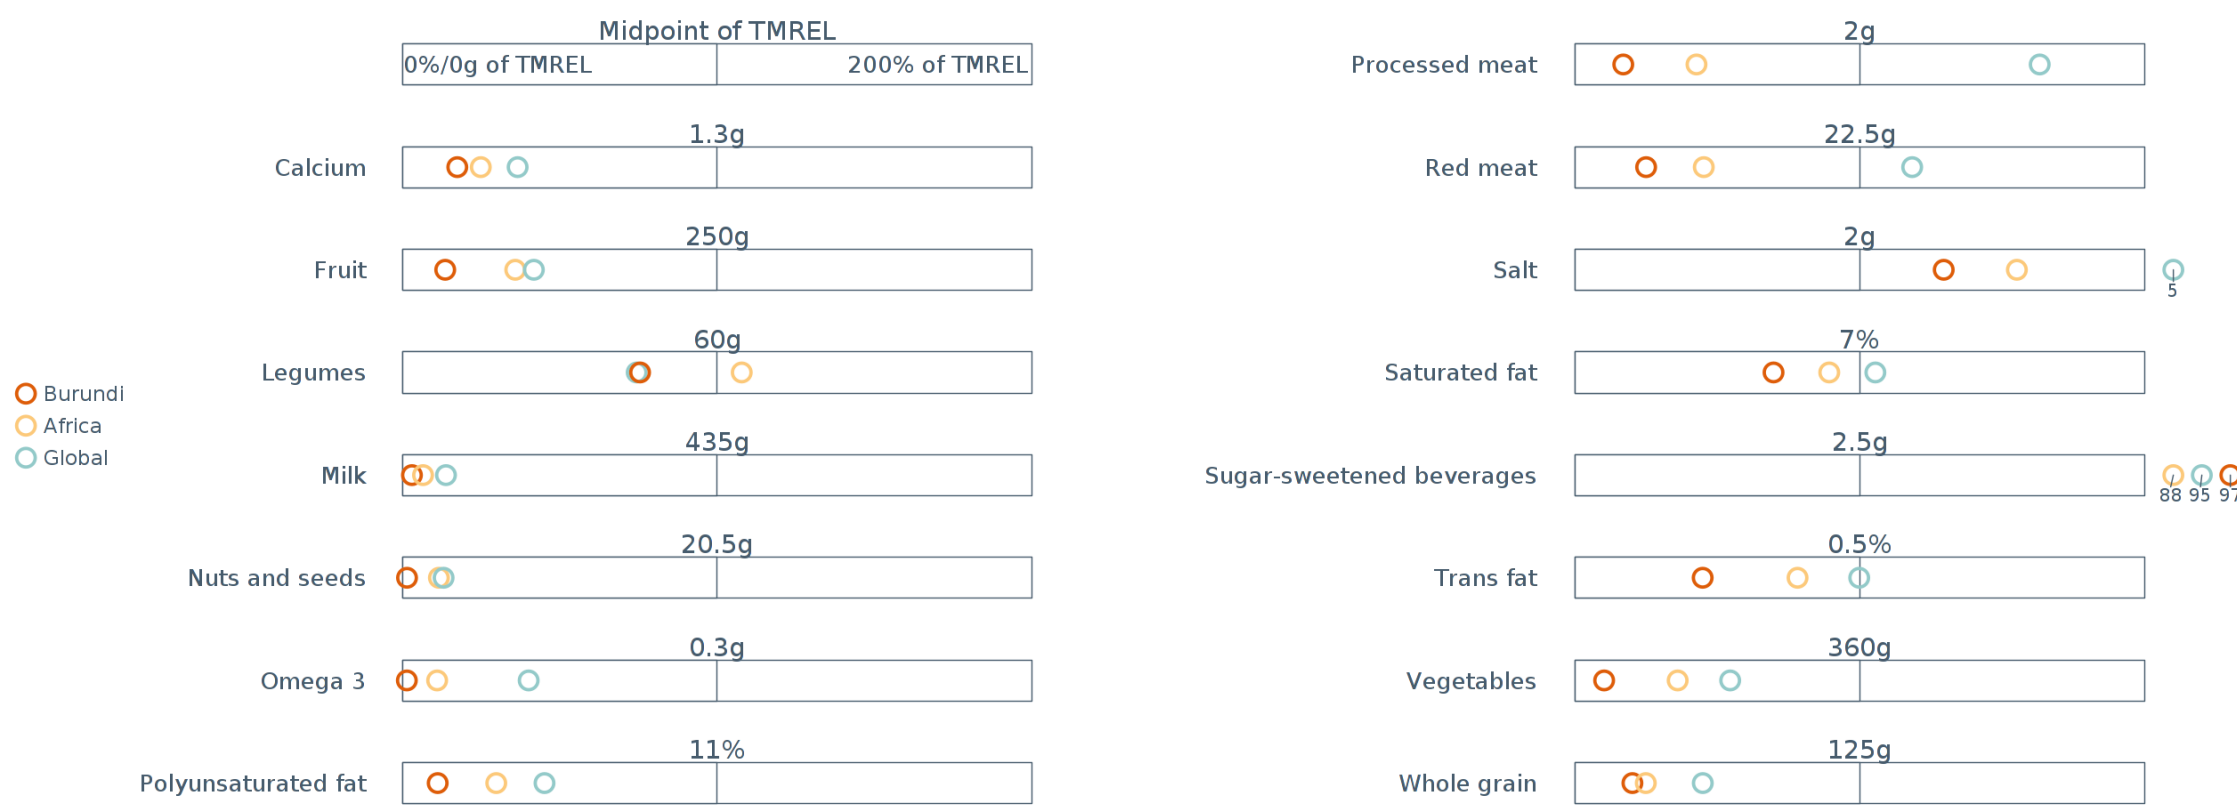 Midpoint of TMREL
0%/0g of TMREL 200% of TMREL
1.3g
Calcium
250g
Fruit
60g
Legumes
435g
Milk
20.5g
Nuts and seeds
0.3g
Omega 3
11%
Polyunsaturated fat
Burundi
Africa
Global
2g
Processed meat
22.5g
Red meat
2g
Salt
5
7%
Saturated fat
2.5g
Sugar-sweetened beverages
88 95 97
0.5%
Trans fat
360g
Vegetables
125g
Whole grain